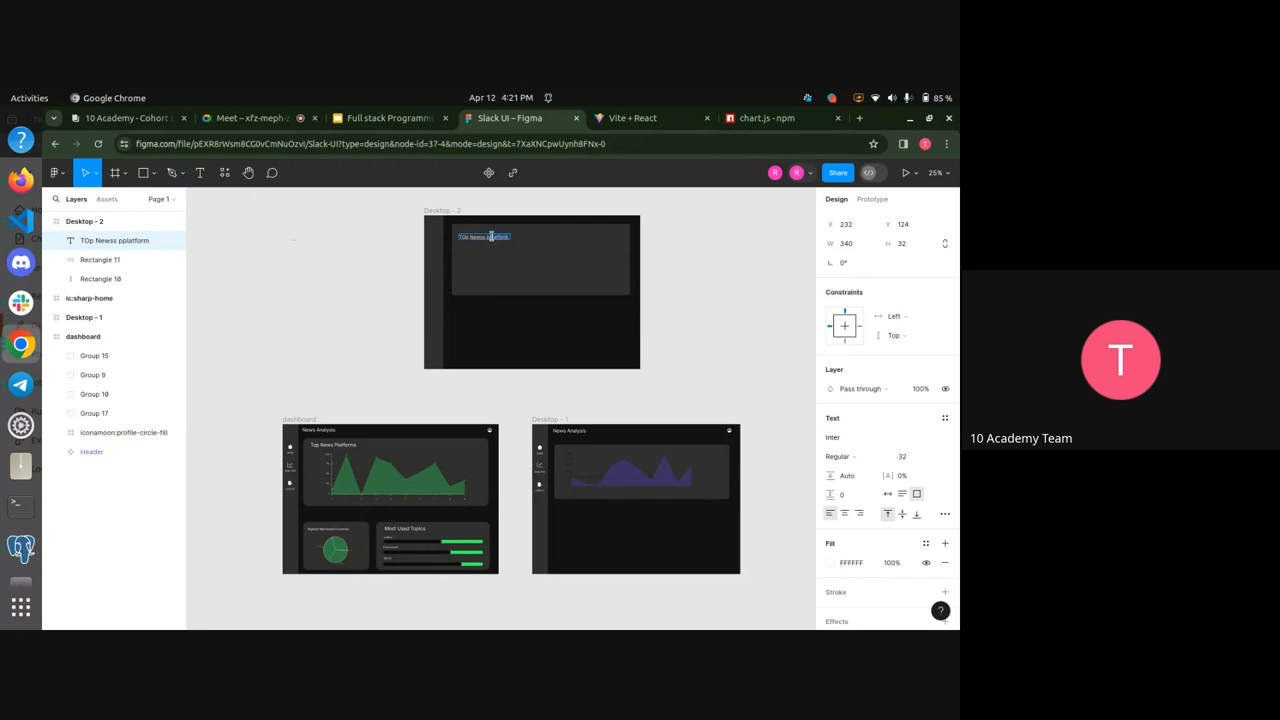 Activities
Google Chrome
Apr 12 4:21 PM
85 %
10 Academy - Cohort
Meet – xfz-meph-z
Full stack Programmi
Slack UI – Figma
Vite + React
chart.js - npm
figma.com/file/pEXR8rWsm8CG0vCmNuOzvI/Slack-UI?type=design&node-id=37-4&mode=design&t=7XaXNCpwUynh8FNx-0
T
R
R
Share
25%
Layers
Assets
Page 1
Desktop - 2
TOp Newss pplatform
Rectangle 11
Rectangle 10
ic:sharp-home
Desktop - 1
dashboard
Group 15
Group 9
Group 10
Group 17
iconamoon:profile-circle-fill
Header
Desktop - 2
TOp Newss pplatform
dashboard
News Analysis
Top News Platforms
Most Used Topics
Desktop - 1
News Analysis
Design
Prototype
X 232
Y 124
W 340
H 32
0°
Constraints
Left
Top
Layer
Pass through
100%
Text
Inter
Regular
32
Auto
|A| 0%
0
Fill
FFFFFF
100%
Stroke
Effects
?
T
10 Academy Team